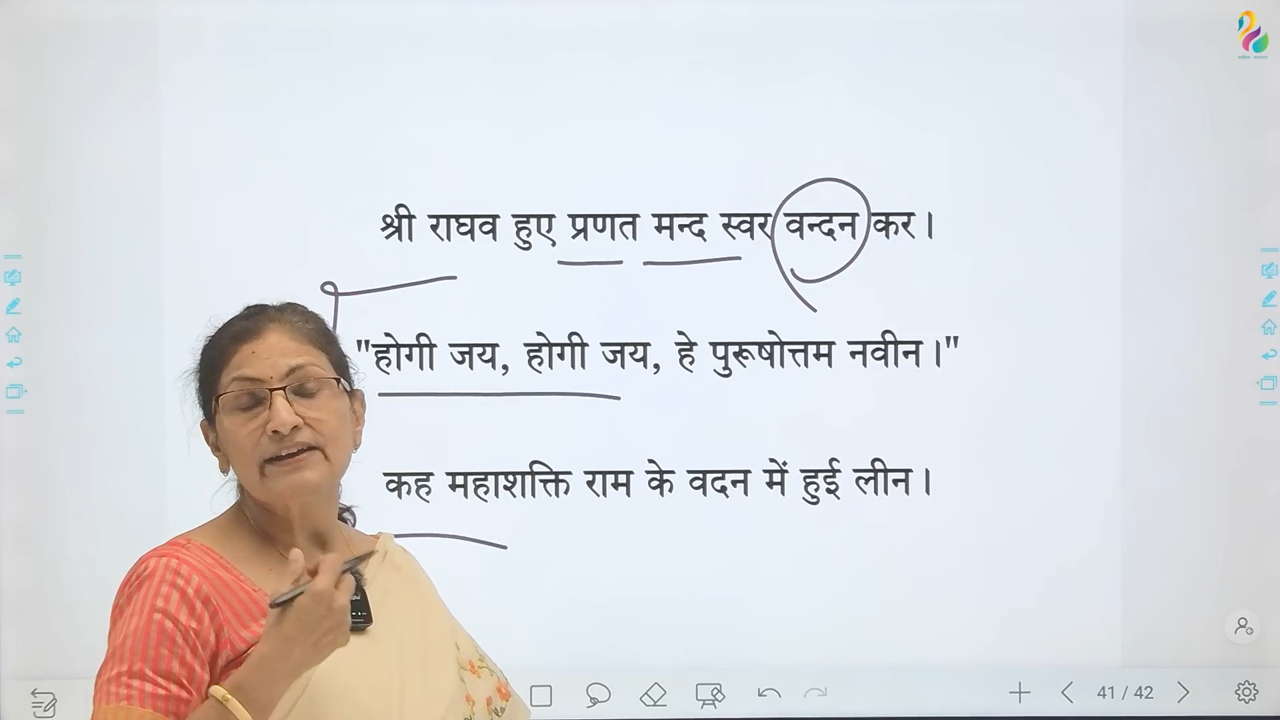 श्री राघव हुए प्रणत मन्द स्वर वन्दन कर।
"होगी जय, होगी जय, हे पुरूषोत्तम नवीन।"
कह महाशक्ति राम के वदन में हुई लीन।
41 / 42